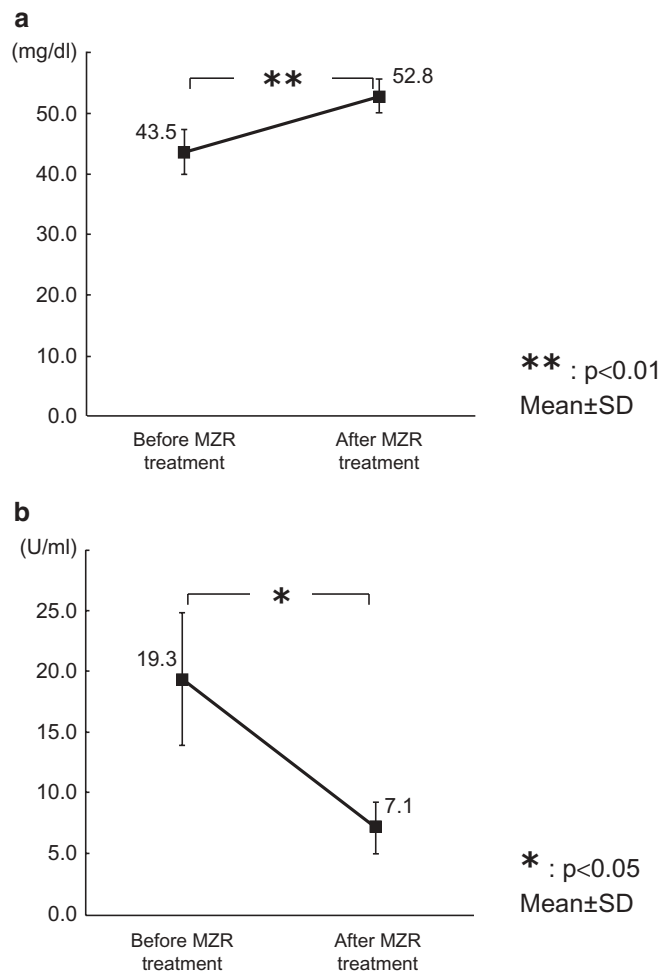 a
(mg/dl)
** 52.8
50.0
43.5
40.0
30.0
20.0
10.0
0.0
** : p<0.01
Mean±SD
Before MZR After MZR
treatment treatment
b
(U/ml)
*
25.0
19.3
20.0
15.0
10.0
7.1
5.0
0.0
* : p<0.05
Mean±SD
Before MZR After MZR
treatment treatment